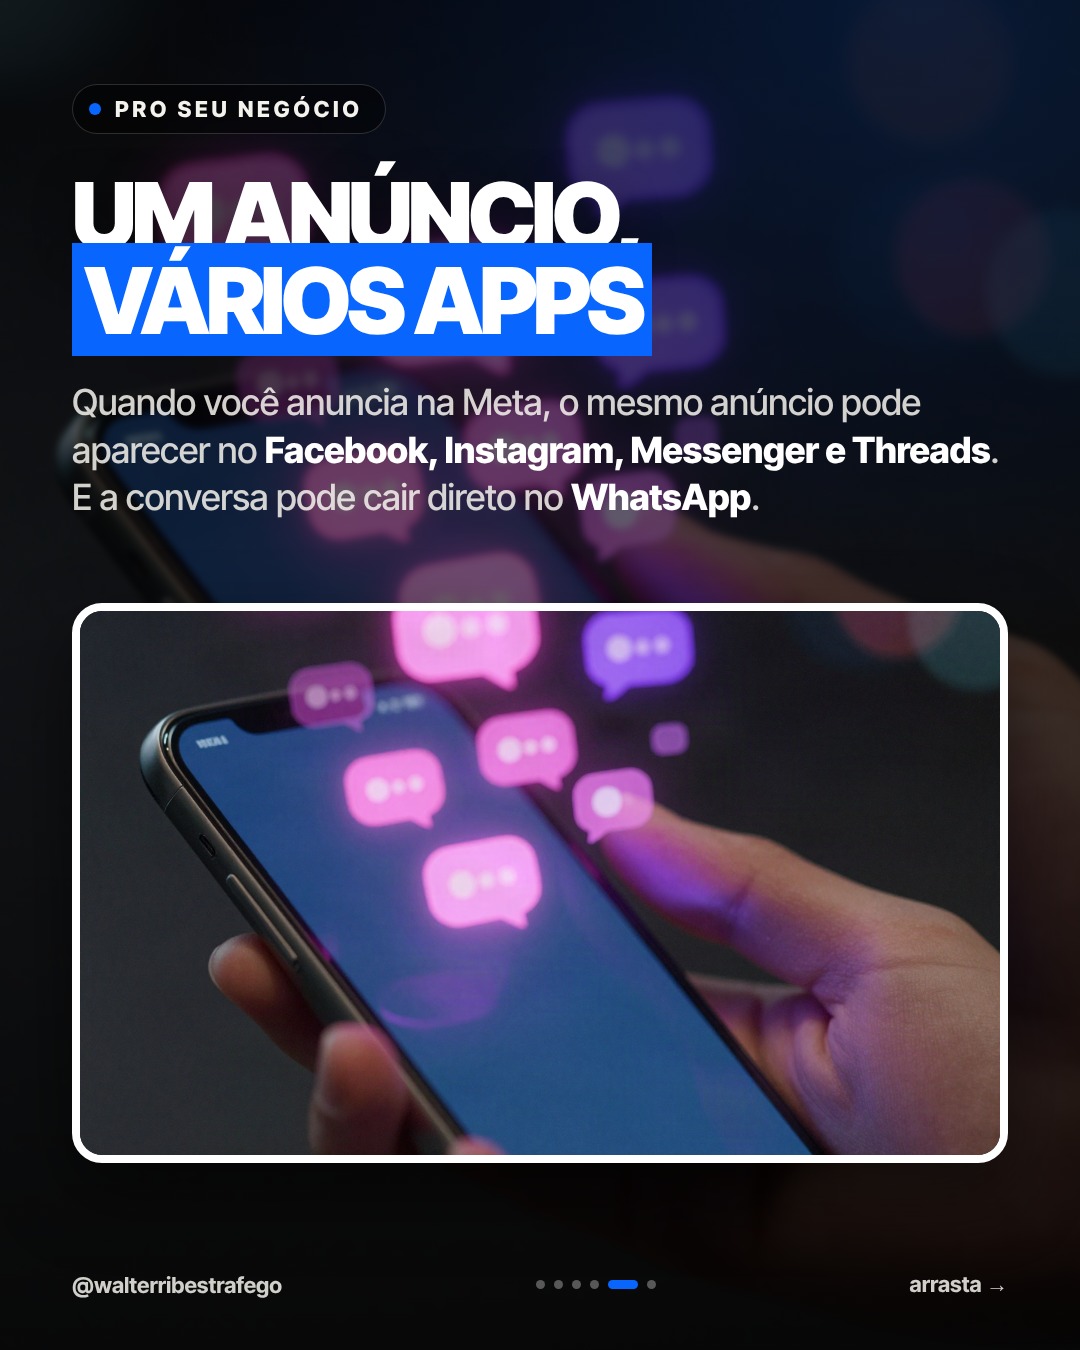 PRO SEU NEGÓCIO
UM ANÚNCIO,
VÁRIOS APPS
Quando você anuncia na Meta, o mesmo anúncio pode
aparecer no Facebook, Instagram, Messenger e Threads.
E a conversa pode cair direto no WhatsApp.
@walterribestrafego
arrasta →